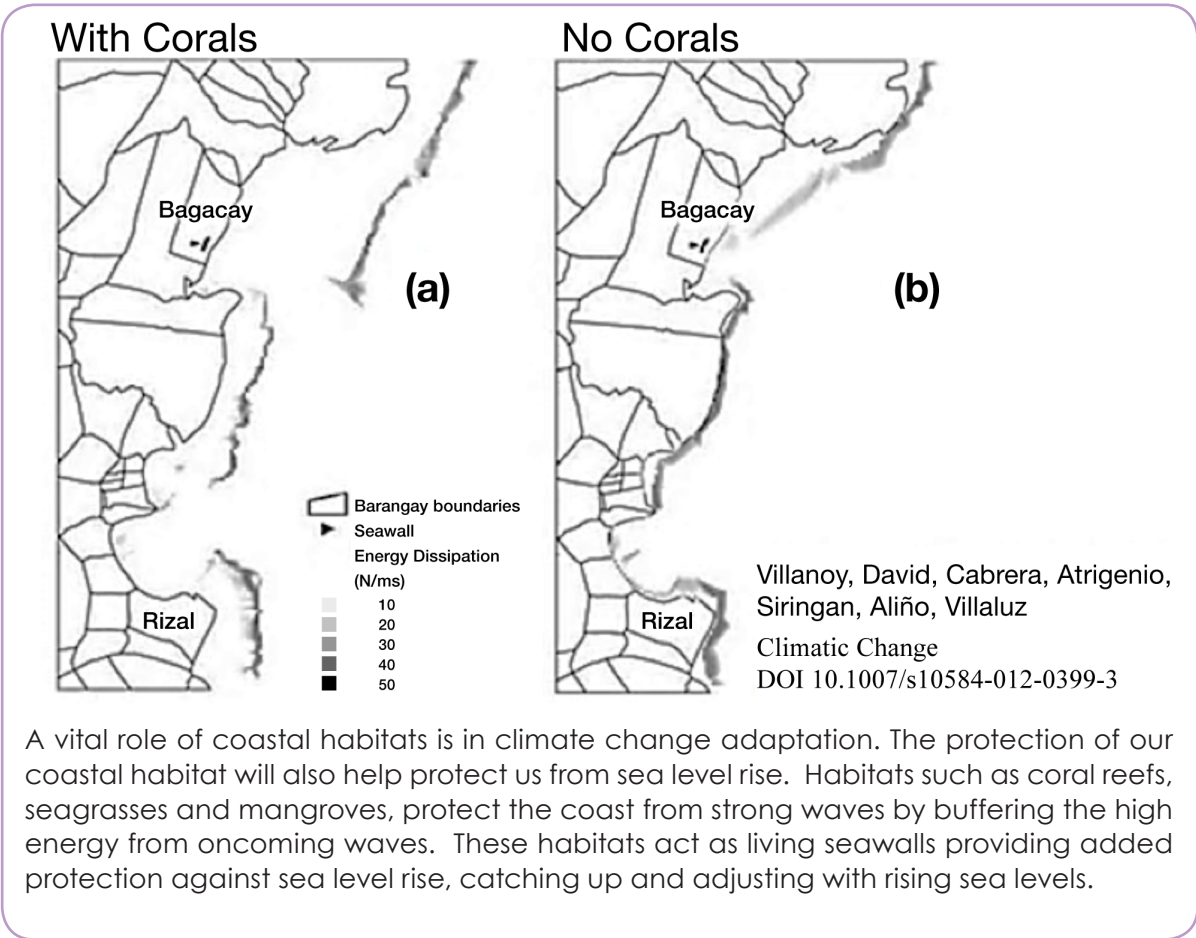 With Corals
No Corals
Bagacay
(a)
Bagacay
(b)
Barangay boundaries
Seawall
Energy Dissipation
(N/ms)
10
20
30
40
50
Rizal
Rizal
Villanoy, David, Cabrera, Atrigenio,
Siringan, Aliño, Villaluz
Climatic Change
DOI 10.1007/s10584-012-0399-3
A vital role of coastal habitats is in climate change adaptation. The protection of our
coastal habitat will also help protect us from sea level rise. Habitats such as coral reefs,
seagrasses and mangroves, protect the coast from strong waves by buffering the high
energy from oncoming waves. These habitats act as living seawalls providing added
protection against sea level rise, catching up and adjusting with rising sea levels.